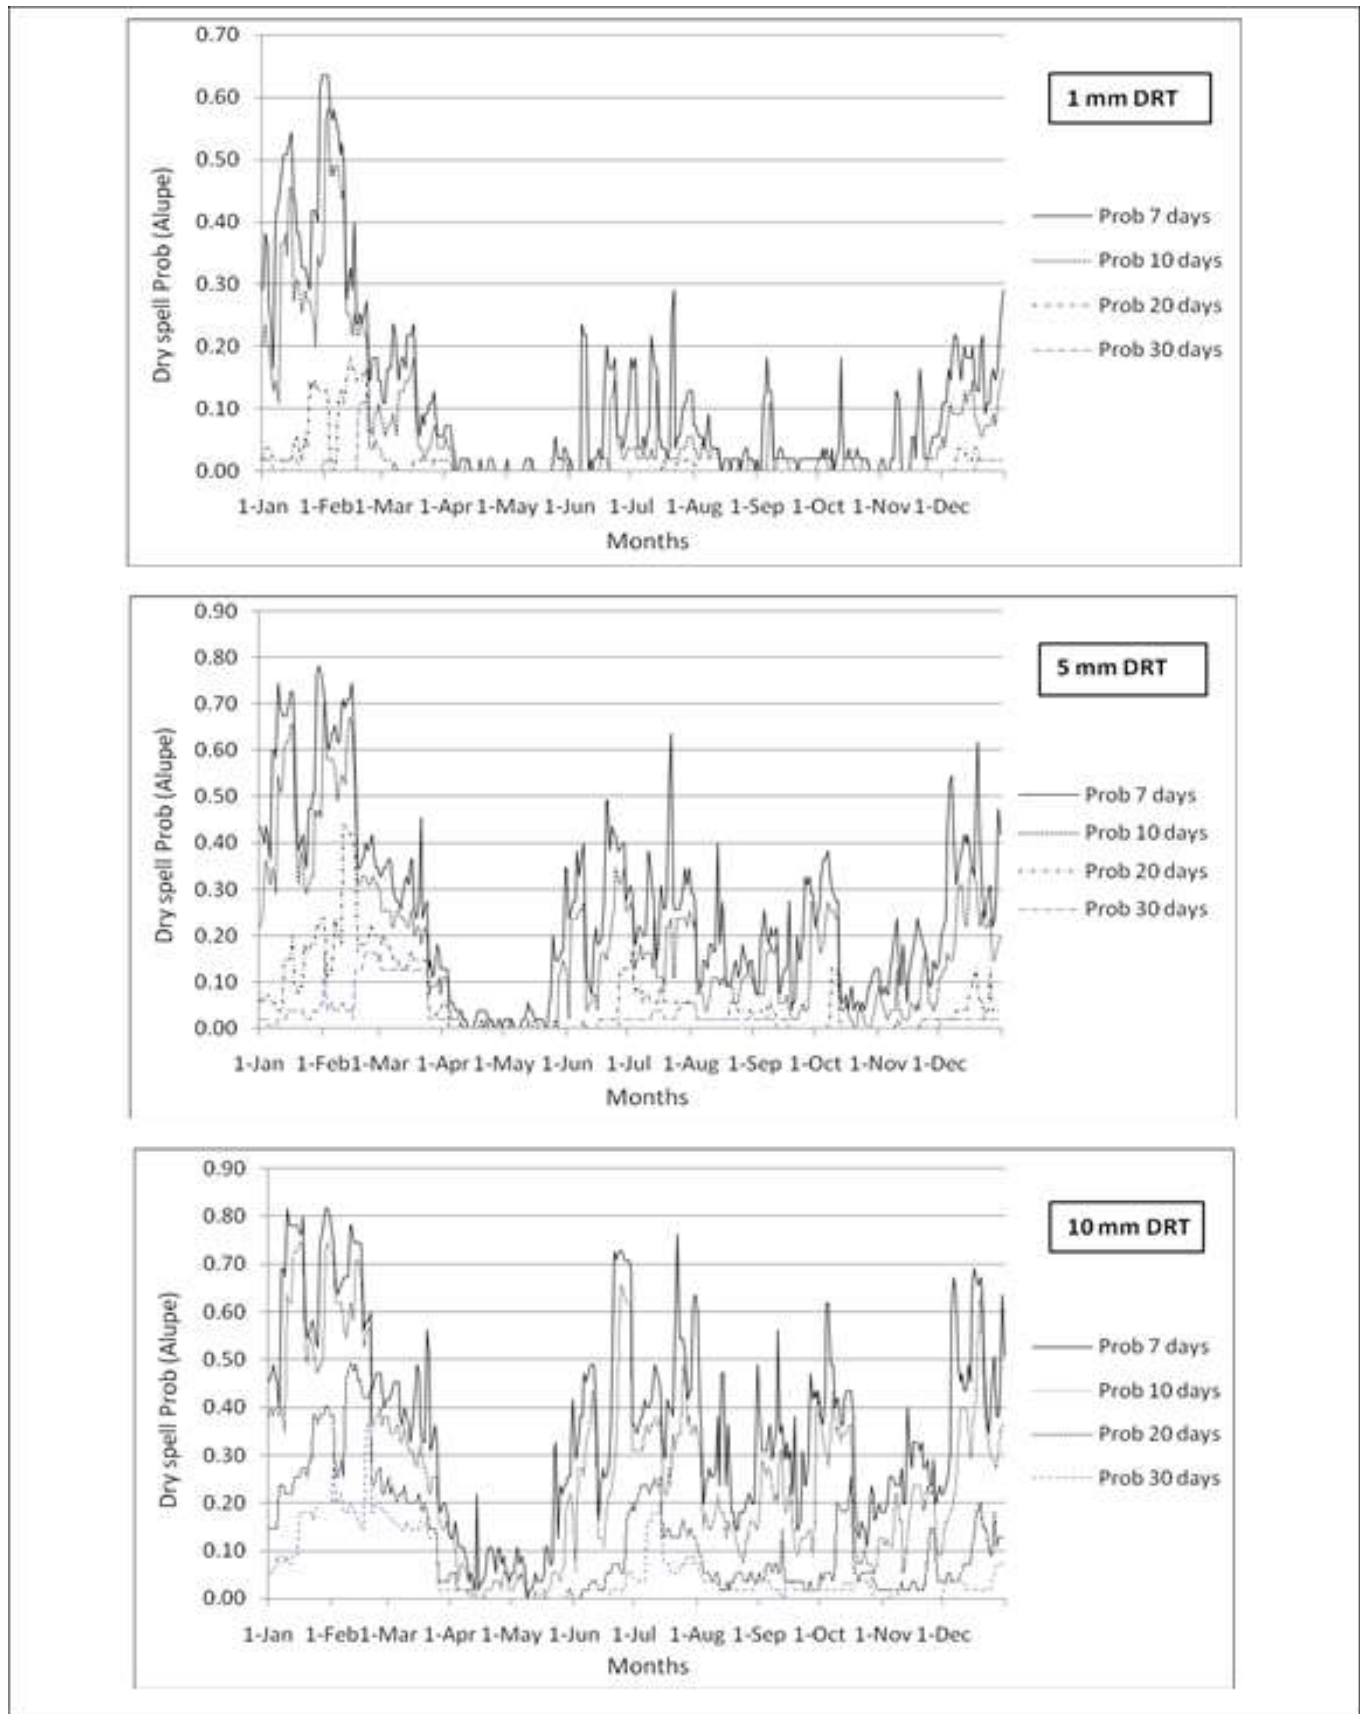 0.70
0.60
0.50
0.40
0.30
0.20
0.10
0.00
Dry spell Prob (Alupe)
1 mm DRT
Prob 7 days
Prob 10 days
Prob 20 days
Prob 30 days
1-Jan 1-Feb 1-Mar 1-Apr 1-May 1-Jun 1-Jul 1-Aug 1-Sep 1-Oct 1-Nov 1-Dec
Months
0.90
0.80
0.70
0.60
0.50
0.40
0.30
0.20
0.10
0.00
Dry spell Prob (Alupe)
5 mm DRT
Prob 7 days
Prob 10 days
Prob 20 days
Prob 30 days
1-Jan 1-Feb 1-Mar 1-Apr 1-May 1-Jun 1-Jul 1-Aug 1-Sep 1-Oct 1-Nov 1-Dec
Months
0.90
0.80
0.70
0.60
0.50
0.40
0.30
0.20
0.10
0.00
Dry spell Prob (Alupe)
10 mm DRT
Prob 7 days
Prob 10 days
Prob 20 days
Prob 30 days
1-Jan 1-Feb 1-Mar 1-Apr 1-May 1-Jun 1-Jul 1-Aug 1-Sep 1-Oct 1-Nov 1-Dec
Months